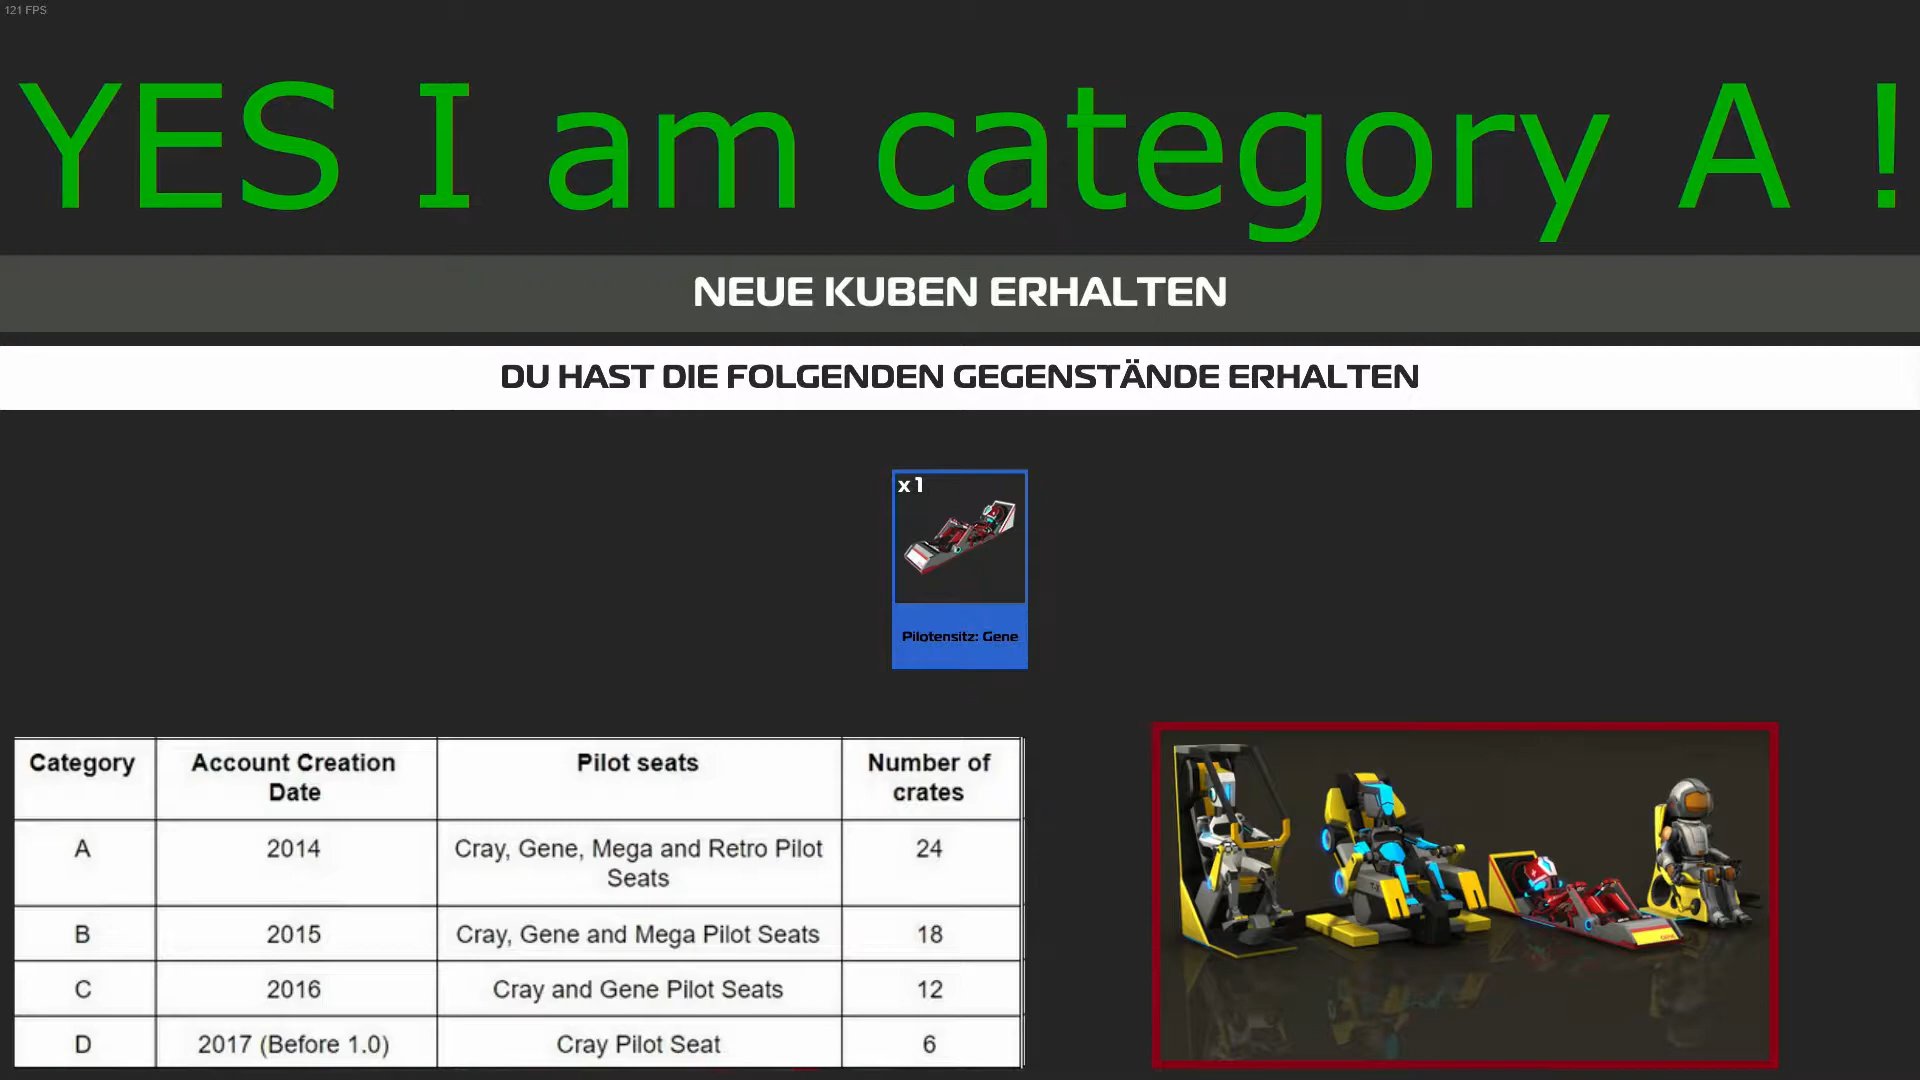 121 FPS
YES I am category A !
NEUE KUBEN ERHALTEN
DU HAST DIE FOLGENDEN GEGENSTÄNDE ERHALTEN
x 1
Pilotensitz: Gene
Category
Account Creation
Date
Pilot seats
Number of
crates
A
2014
Cray, Gene, Mega and Retro Pilot
Seats
24
B
2015
Cray, Gene and Mega Pilot Seats
18
C
2016
Cray and Gene Pilot Seats
12
D
2017 (Before 1.0)
Cray Pilot Seat
6